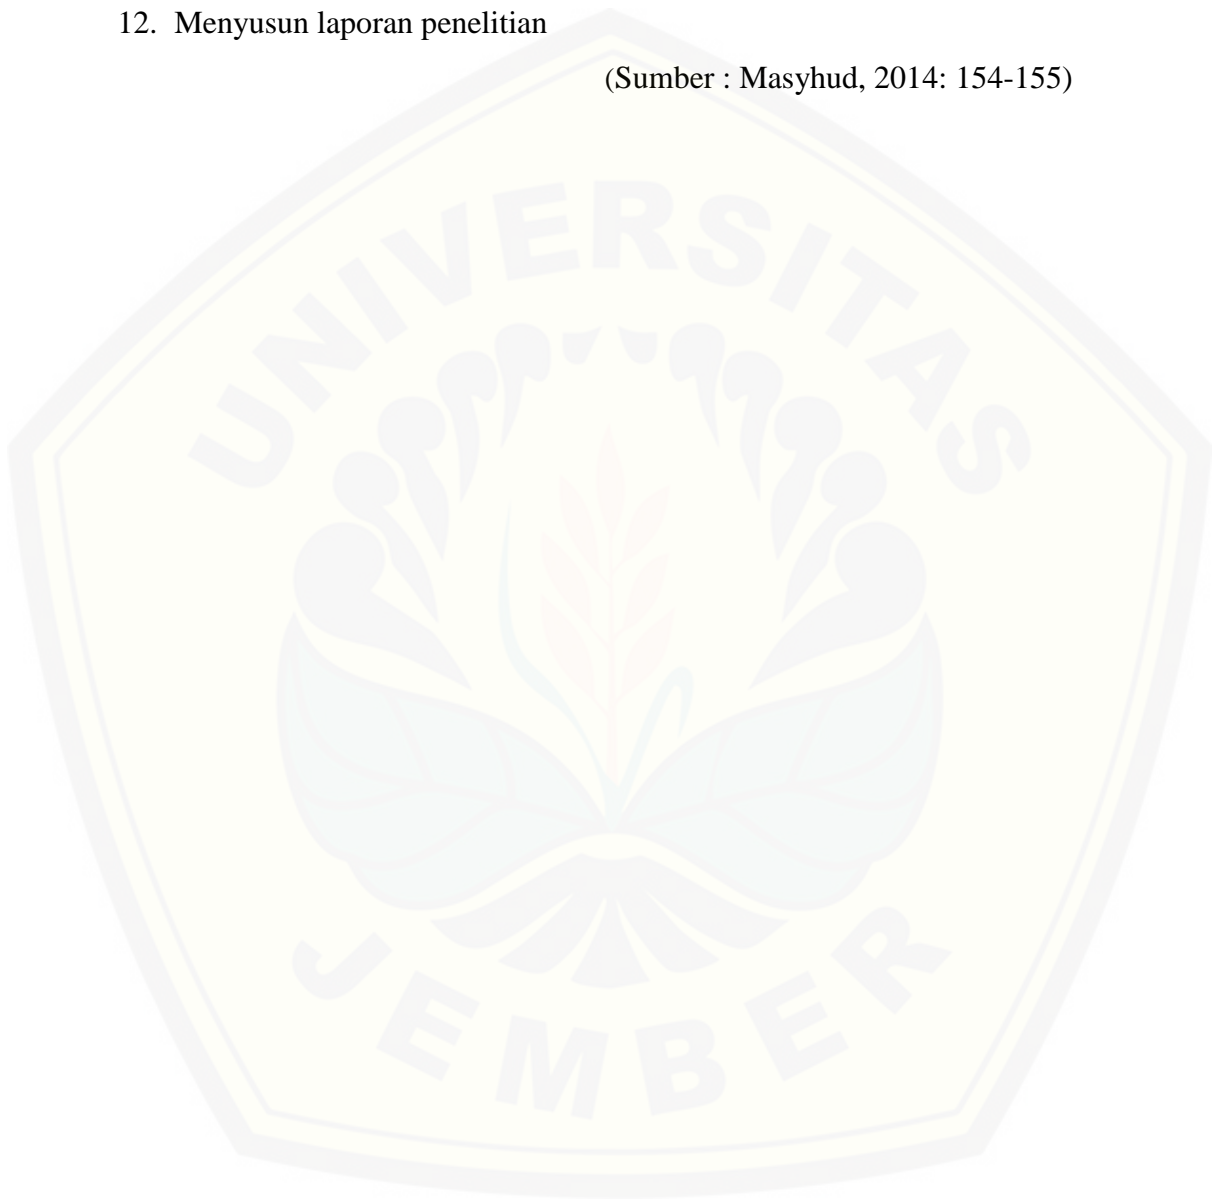 12. Menyusun laporan penelitian
(Sumber : Masyhud, 2014: 154-155)
UNIVERSITAS
JEMBER